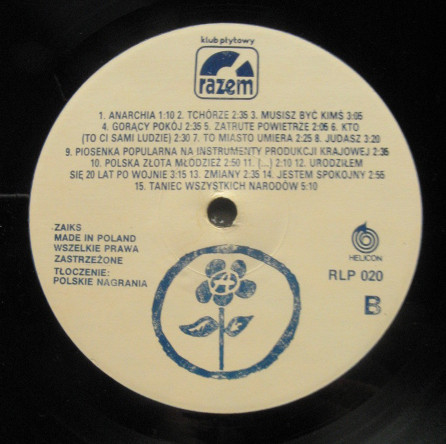 klub płytowy
razem
1. ANARCHIA 1:10 2. TCHÓRZE 2:35 3. MUSISZ BYĆ KIMŚ 3:05
4. GORĄCY POKÓJ 2:35 5. ZATRUTE POWIETRZE 2:05 6. KTO
(TO CI SAMI LUDZIE) 2:30 7. TO MIASTO UMIERA 2:25 8. JUDASZ 3:20
9. PIOSENKA POPULARNA NA INSTRUMENTY PRODUKCJI KRAJOWEJ 2:35
10. POLSKA ZŁOTA MŁODZIEŻ 2:50 11. [...] 2:10 12. URODZIŁEM
SIĘ 20 LAT PO WOJNIE 3:15 13. ZMIANY 2:35 14. JESTEM SPOKOJNY 2:55
15. TANIEC WSZYSTKICH NARODÓW 5:10
ZAIKS
MADE IN POLAND
WSZELKIE PRAWA
ZASTRZEŻONE
TŁOCZENIE:
POLSKIE NAGRANIA
HELICON
RLP 020
B
A